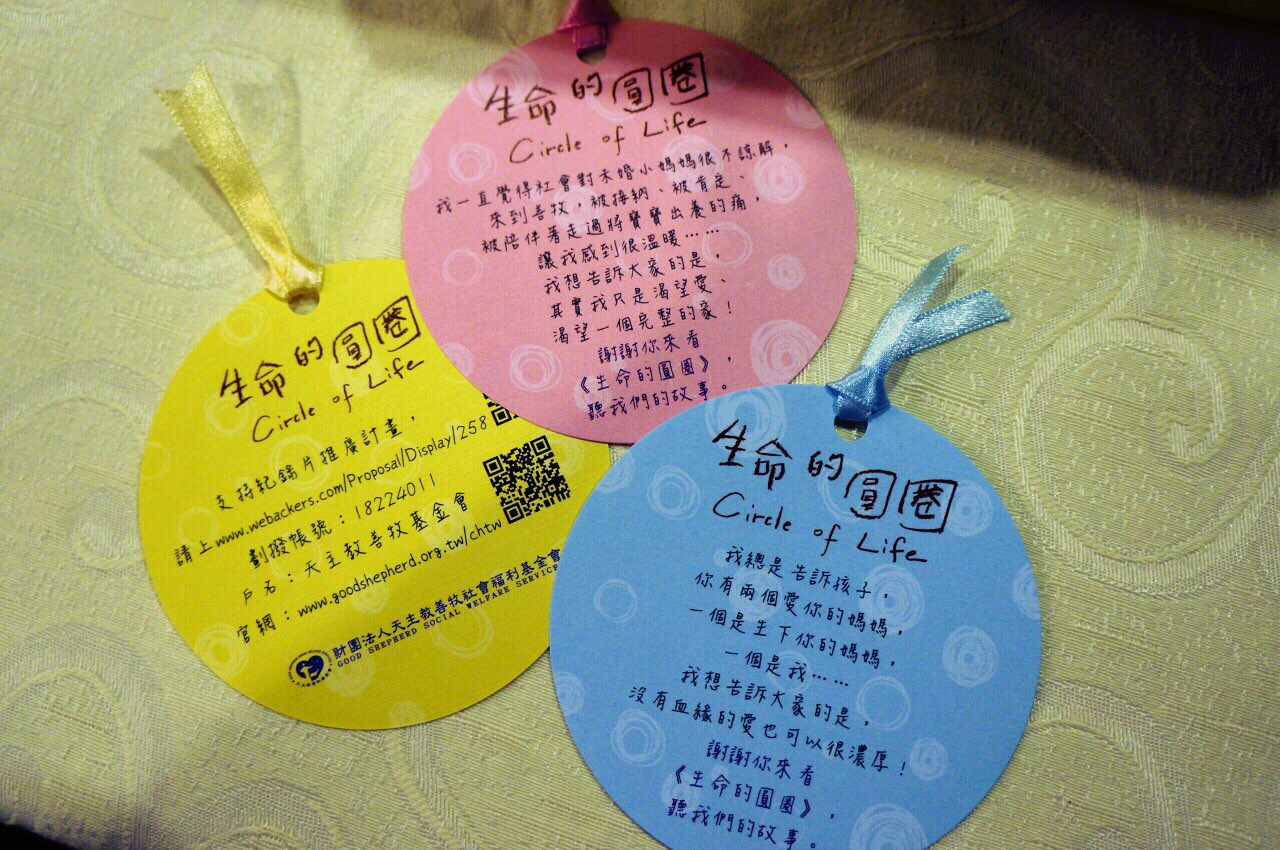 生命的圓圈
Circle of Life
我一直覺得社會對未婚小媽媽很不諒解，
來到善牧，被接納、被肯定、
被陪伴著走過將寶寶出養的痛，
讓我感到很溫暖……
我想告訴大家的是，
其實我只是渴望愛、
渴望一個完整的家！
謝謝你來看
《生命的圓圈》，
聽我們的故事。
生命的圓圈
Circle of Life
支持紀錄片推廣計畫，
請上www.webackers.com/Proposal/Display/258
劃撥帳號：18224011
戶名：天主教善牧基金會
官網：www.goodshepherd.org.tw/chtw
財團法人天主教善牧社會福利基金會
GOOD SHEPHERD SOCIAL WELFARE SERVICE
生命的圓圈
Circle of Life
我總是告訴孩子，
你有兩個愛你的媽媽，
一個是生下你的媽媽，
一個是我……
我想告訴大家的是，
沒有血緣的愛也可以很濃厚！
謝謝你來看
《生命的圓圈》，
聽我們的故事。